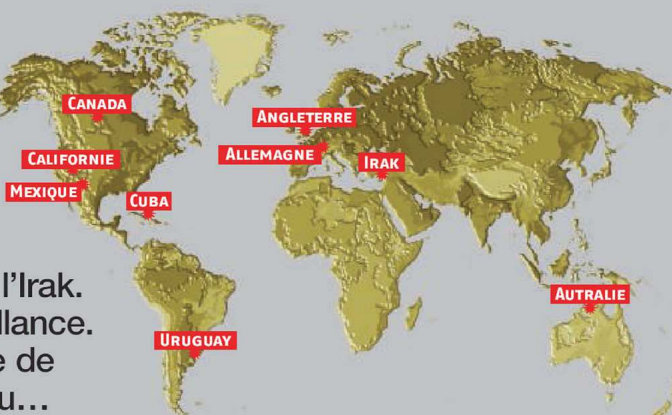 CANADA
ANGLETERRE
CALIFORNIE
ALLEMAGNE
IRAK
MEXIQUE
CUBA
l'Irak.
AUTRALIE
llance.
URUGUAY
de
u…